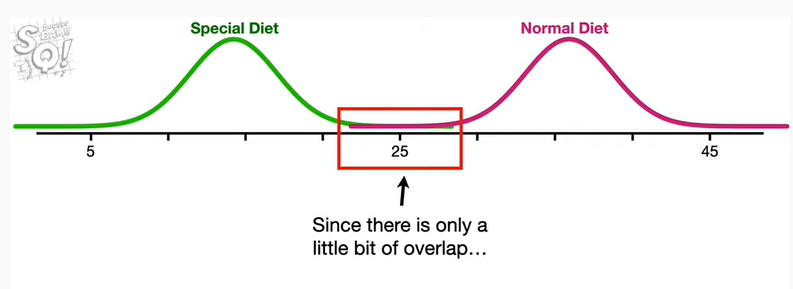 Special Diet
Normal Diet
5
25
45
Since there is only a
little bit of overlap...